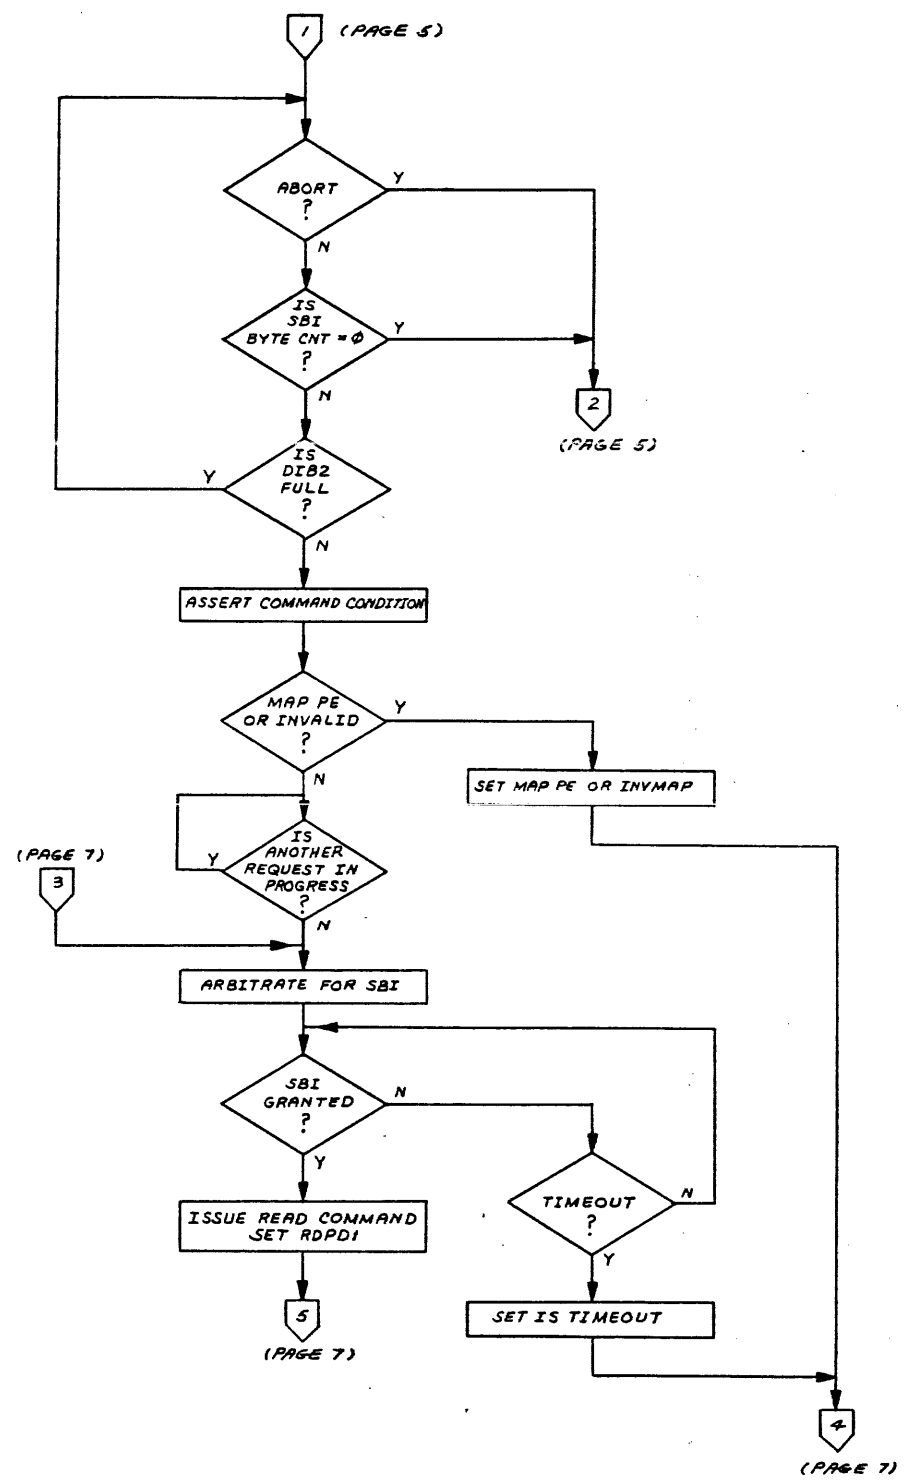 1 (PAGE 5)
ABORT
?
Y
N
IS
SBI
BYTE CNT = Ø
?
Y
N
2
(PAGE 5)
IS
DIB2
FULL
?
Y
N
ASSERT COMMAND CONDITION
MAP PE
OR INVALID
?
Y
N
SET MAP PE OR INVMAP
IS
ANOTHER
REQUEST IN
PROGRESS
?
Y
N
(PAGE 7)
3
ARBITRATE FOR SBI
SBI
GRANTED
?
N
Y
TIMEOUT
?
N
Y
ISSUE READ COMMAND
SET RDPD1
5
(PAGE 7)
SET IS TIMEOUT
4
(PAGE 7)